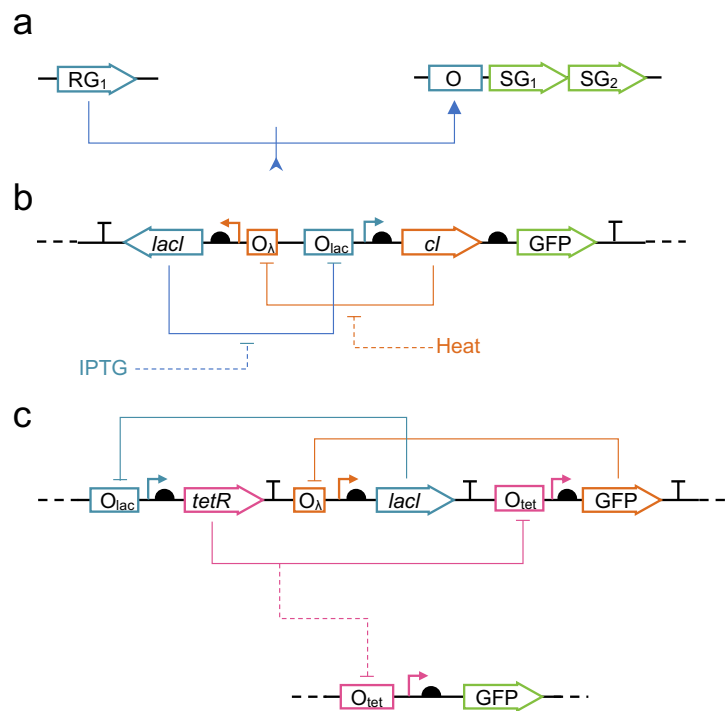 a
RG₁ O SG₁ SG₂
b
lacI Oλ Olac cI GFP
IPTG Heat
c
Olac tetR Oλ lacI Otet GFP
Otet GFP